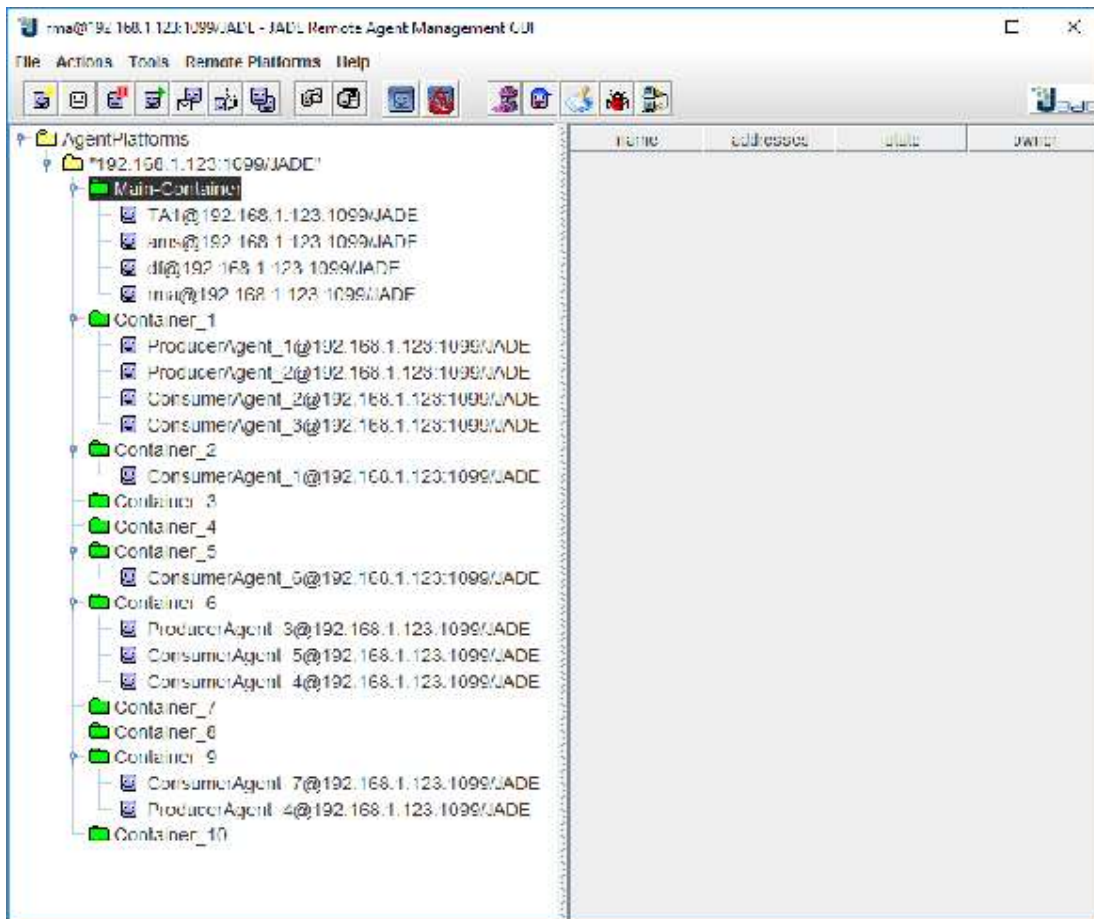 rma@192.168.1.123:1099/JADE - JADE Remote Agent Management GUI
File Actions Tools Remote Platforms Help
name addresses state owner
AgentPlatforms
"192.168.1.123:1099/JADE"
Main-Container
TA1@192.168.1.123:1099/JADE
ams@192.168.1.123:1099/JADE
df@192.168.1.123:1099/JADE
rma@192.168.1.123:1099/JADE
Container_1
ProducerAgent_1@192.168.1.123:1099/JADE
ProducerAgent_2@192.168.1.123:1099/JADE
ConsumerAgent_2@192.168.1.123:1099/JADE
ConsumerAgent_3@192.168.1.123:1099/JADE
Container_2
ConsumerAgent_1@192.168.1.123:1099/JADE
Container_3
Container_4
Container_5
ConsumerAgent_6@192.168.1.123:1099/JADE
Container_6
ProducerAgent_3@192.168.1.123:1099/JADE
ConsumerAgent_5@192.168.1.123:1099/JADE
ConsumerAgent_4@192.168.1.123:1099/JADE
Container_7
Container_8
Container_9
ConsumerAgent_7@192.168.1.123:1099/JADE
ProducerAgent_4@192.168.1.123:1099/JADE
Container_10